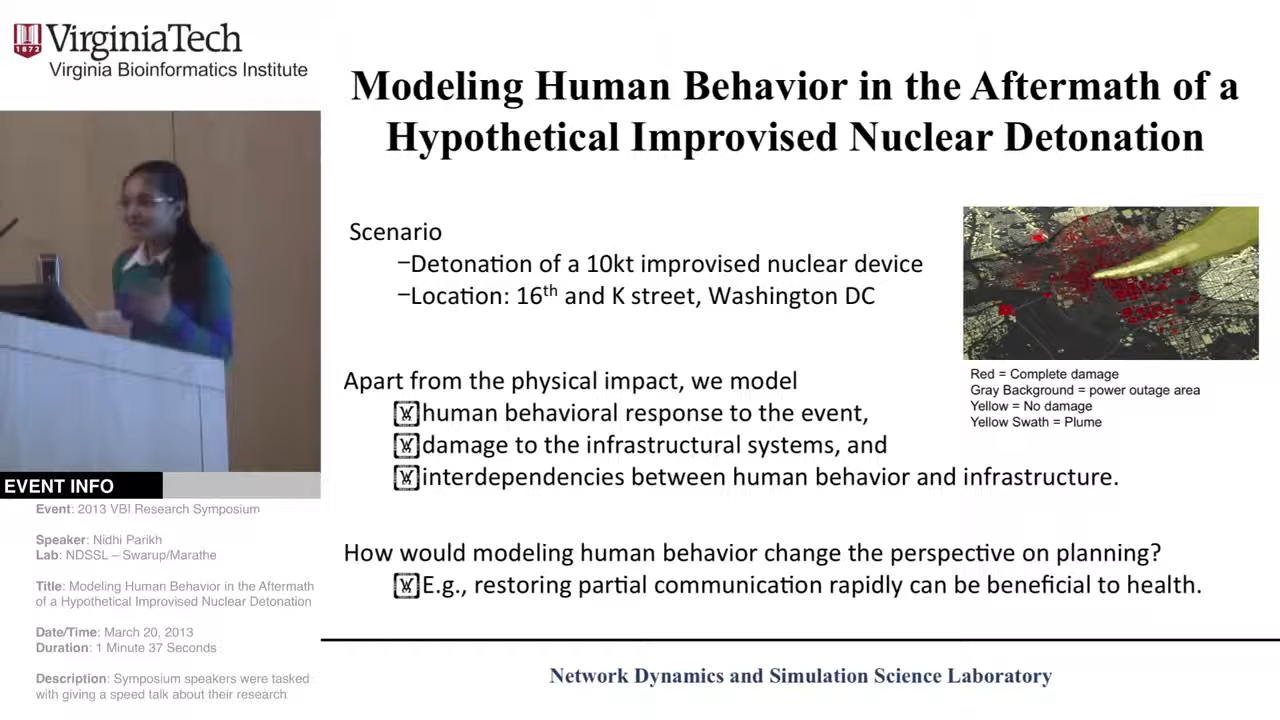 VirginiaTech
1872
Virginia Bioinformatics Institute
Modeling Human Behavior in the Aftermath of a
Hypothetical Improvised Nuclear Detonation
Scenario
–Detonation of a 10kt improvised nuclear device
–Location: 16th and K street, Washington DC
Red = Complete damage
Gray Background = power outage area
Yellow = No damage
Yellow Swath = Plume
Apart from the physical impact, we model
human behavioral response to the event,
damage to the infrastructural systems, and
interdependencies between human behavior and infrastructure.
How would modeling human behavior change the perspective on planning?
E.g., restoring partial communication rapidly can be beneficial to health.
Network Dynamics and Simulation Science Laboratory
EVENT INFO
Event: 2013 VBI Research Symposium
Speaker: Nidhi Parikh
Lab: NDSSL – Swarup/Marathe
Title: Modeling Human Behavior in the Aftermath
of a Hypothetical Improvised Nuclear Detonation
Date/Time: March 20, 2013
Duration: 1 Minute 37 Seconds
Description: Symposium speakers were tasked
with giving a speed talk about their research